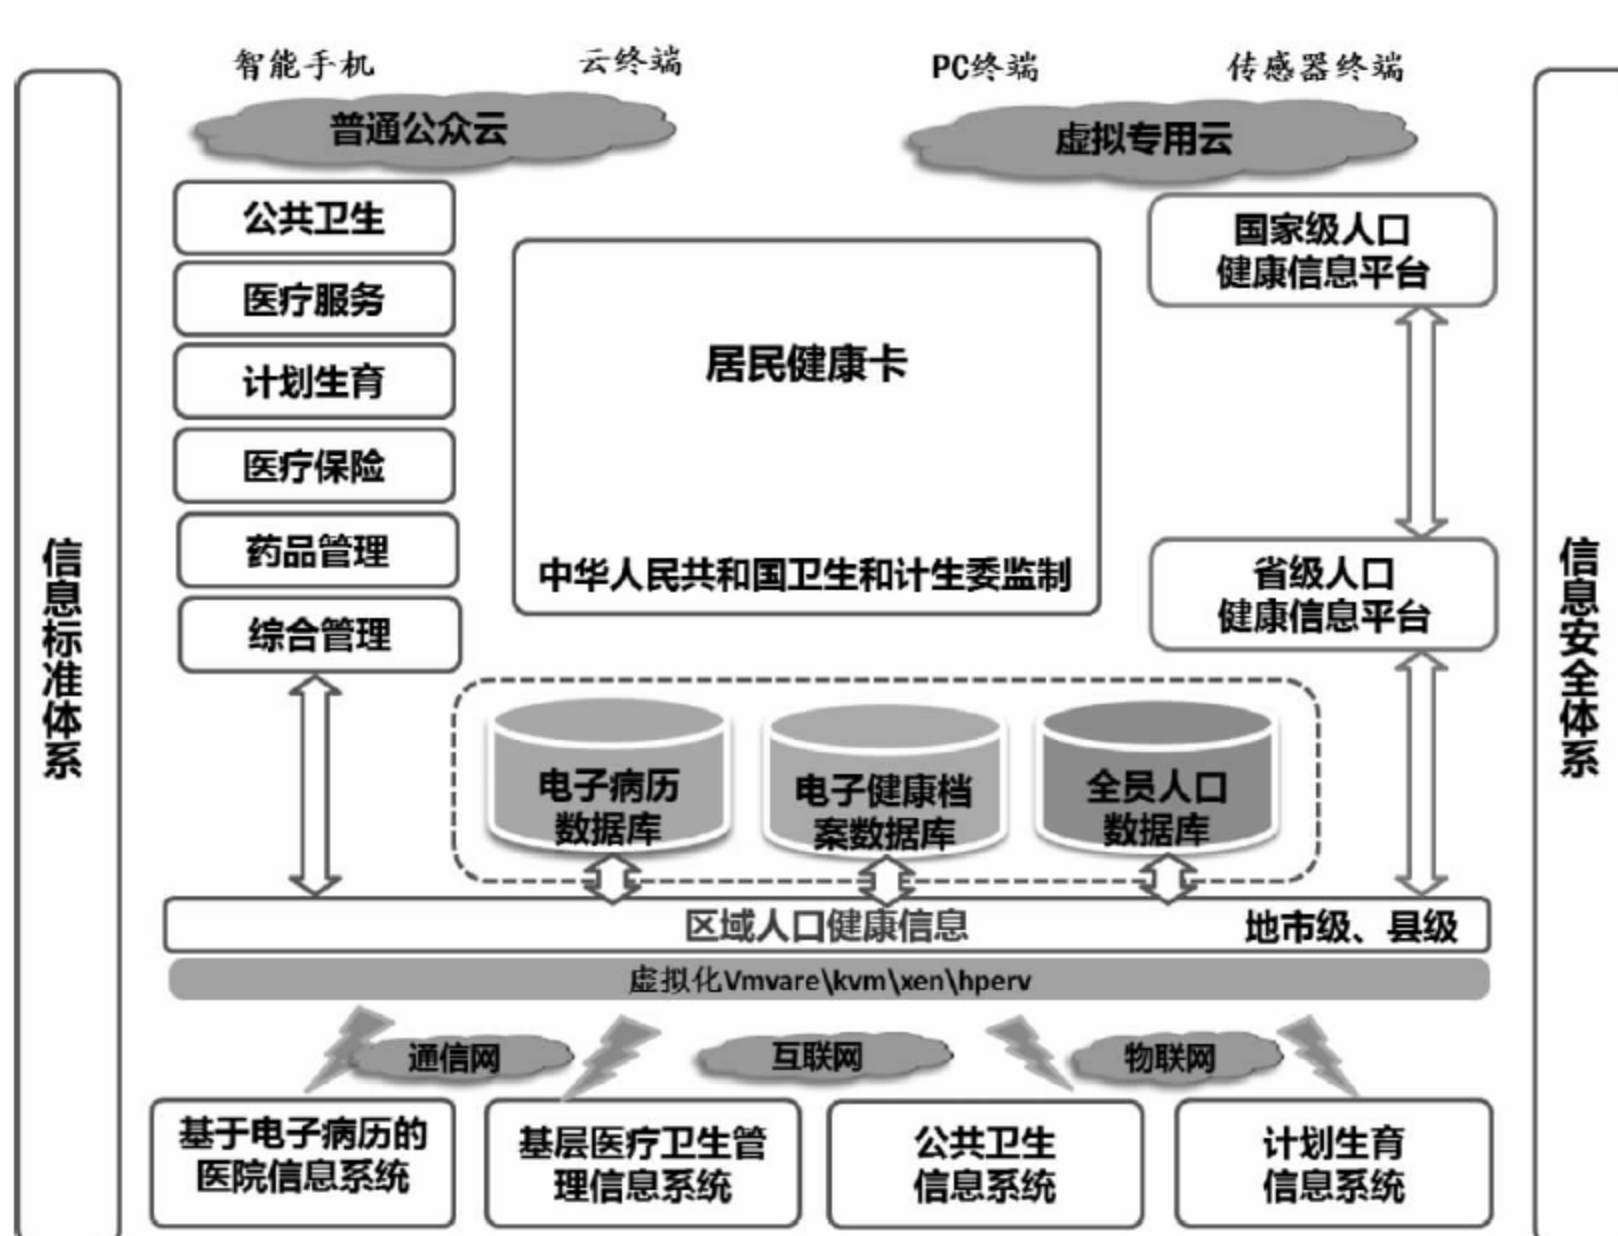 智能手机
云终端
PC终端
传感器终端
普通公众云
虚拟专用云
公共卫生
医疗服务
计划生育
医疗保险
药品管理
综合管理
居民健康卡
中华人民共和国卫生和计生委监制
国家级人口
健康信息平台
省级人口
健康信息平台
信息标准体系
信息安全体系
电子病历
数据库
电子健康档
案数据库
全员人口
数据库
区域人口健康信息
地市级、县级
虚拟化Vmvare\kvm\xen\hperv
通信网
互联网
物联网
基于电子病历的
医院信息系统
基层医疗卫生管
理信息系统
公共卫生
信息系统
计划生育
信息系统